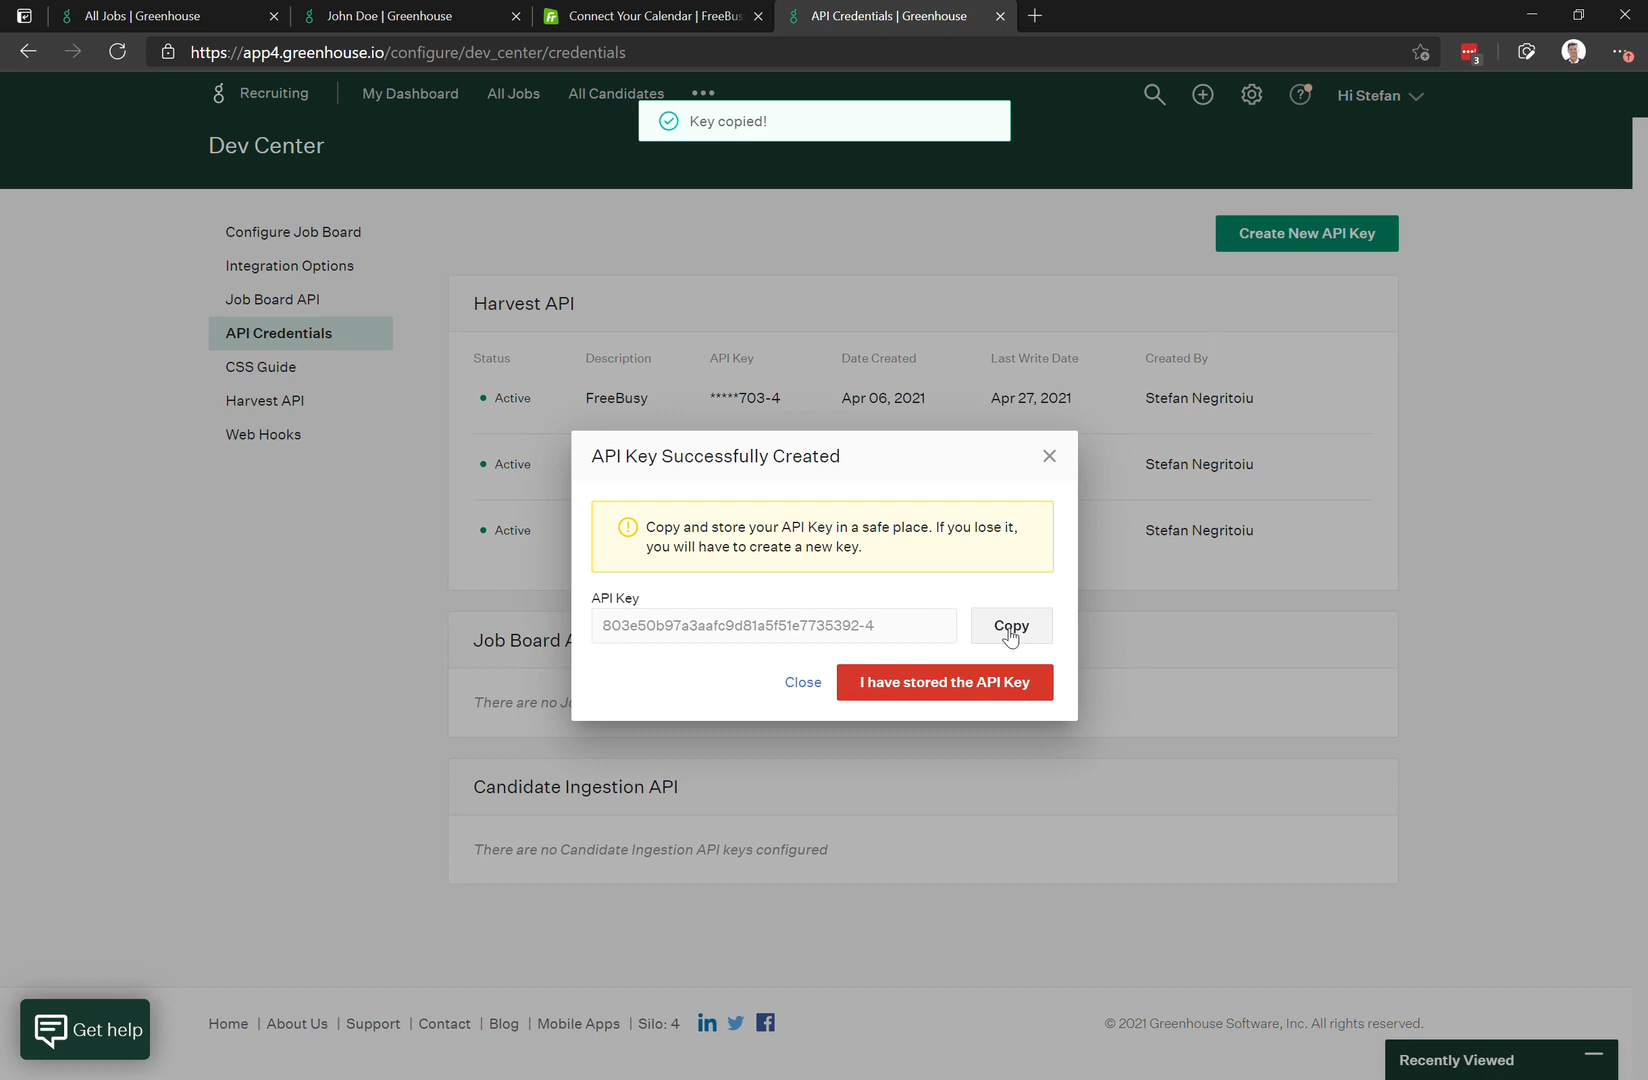 All Jobs | Greenhouse
John Doe | Greenhouse
Connect Your Calendar | FreeBus
API Credentials | Greenhouse
https://app4.greenhouse.io/configure/dev_center/credentials
3
Recruiting
My Dashboard
All Jobs
All Candidates
Hi Stefan
Key copied!
Dev Center
Configure Job Board
Integration Options
Job Board API
API Credentials
CSS Guide
Harvest API
Web Hooks
Create New API Key
Harvest API
Status Description API Key Date Created Last Write Date Created By
Active FreeBusy *****703-4 Apr 06, 2021 Apr 27, 2021 Stefan Negritoiu
Active Stefan Negritoiu
Active Stefan Negritoiu
API Key Successfully Created
Copy and store your API Key in a safe place. If you lose it,
you will have to create a new key.
API Key
803e50b97a3aafc9d81a5f51e7735392-4
Copy
Close
I have stored the API Key
Job Board A
There are no Jo
Candidate Ingestion API
There are no Candidate Ingestion API keys configured
Get help
Home | About Us | Support | Contact | Blog | Mobile Apps | Silo: 4
© 2021 Greenhouse Software, Inc. All rights reserved.
Recently Viewed